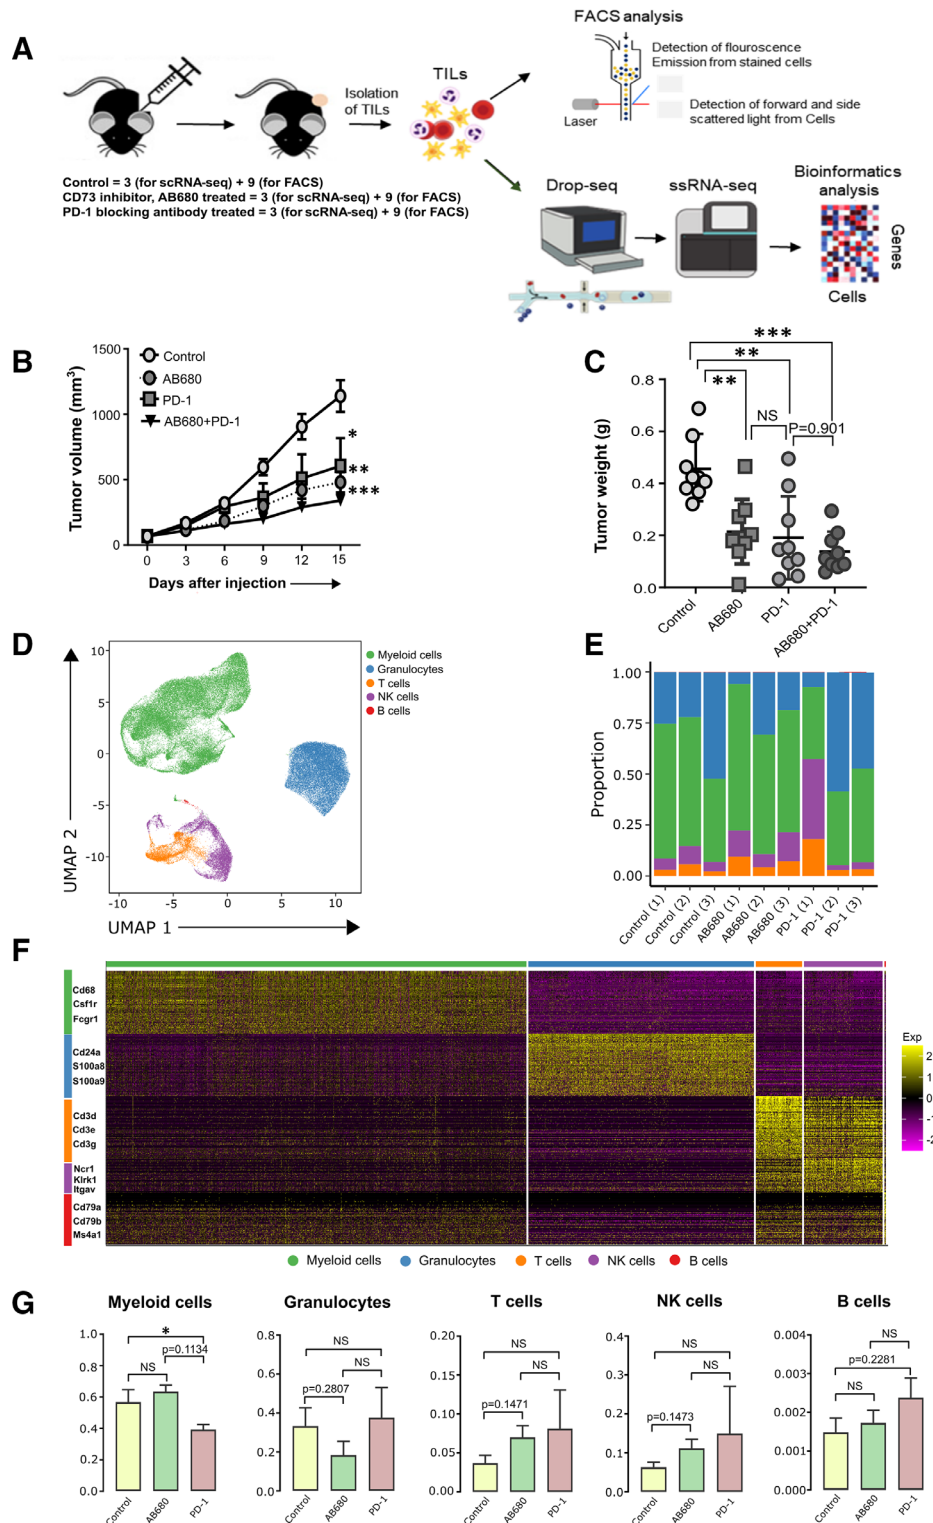 A
FACS analysis
Detection of flouroscence
Emission from stained cells
Laser
Detection of forward and side
scattered light from Cells
Isolation
of TILs
TILs
Control = 3 (for scRNA-seq) + 9 (for FACS)
CD73 inhibitor, AB680 treated = 3 (for scRNA-seq) + 9 (for FACS)
PD-1 blocking antibody treated = 3 (for scRNA-seq) + 9 (for FACS)
Drop-seq
ssRNA-seq
Bioinformatics
analysis
Genes
Cells
B
Tumor volume (mm³)
1500
1000
500
0
Control
AB680
PD-1
AB680+PD-1
*
**
***
0 3 6 9 12 15
Days after injection
C
Tumor weight (g)
0.8
0.6
0.4
0.2
0.0
***
**
**
NS
P=0.901
Control
AB680
PD-1
AB680+PD-1
D
UMAP 2
10
5
0
-5
-10
-10 -5 0 5 10
UMAP 1
Myeloid cells
Granulocytes
T cells
NK cells
B cells
E
Proportion
1.00
0.75
0.50
0.25
0.00
Control (1)
Control (2)
Control (3)
AB680 (1)
AB680 (2)
AB680 (3)
PD-1 (1)
PD-1 (2)
PD-1 (3)
F
Cd68
Csf1r
Fcgr1
Cd24a
S100a8
S100a9
Cd3d
Cd3e
Cd3g
Ncr1
Klrk1
Itgav
Cd79a
Cd79b
Ms4a1
Exp
2
1
0
-1
-2
Myeloid cells
Granulocytes
T cells
NK cells
B cells
G
Myeloid cells
1.0
0.8
0.6
0.4
0.2
0.0
*
p=0.1134
NS
Control
AB680
PD-1
Granulocytes
0.8
0.6
0.4
0.2
0.0
NS
NS
p=0.2807
Control
AB680
PD-1
T cells
0.20
0.15
0.10
0.05
0.00
NS
NS
p=0.1471
Control
AB680
PD-1
NK cells
0.4
0.3
0.2
0.1
0.0
NS
NS
p=0.1473
Control
AB680
PD-1
B cells
0.004
0.003
0.002
0.001
0.000
NS
p=0.2281
NS
Control
AB680
PD-1